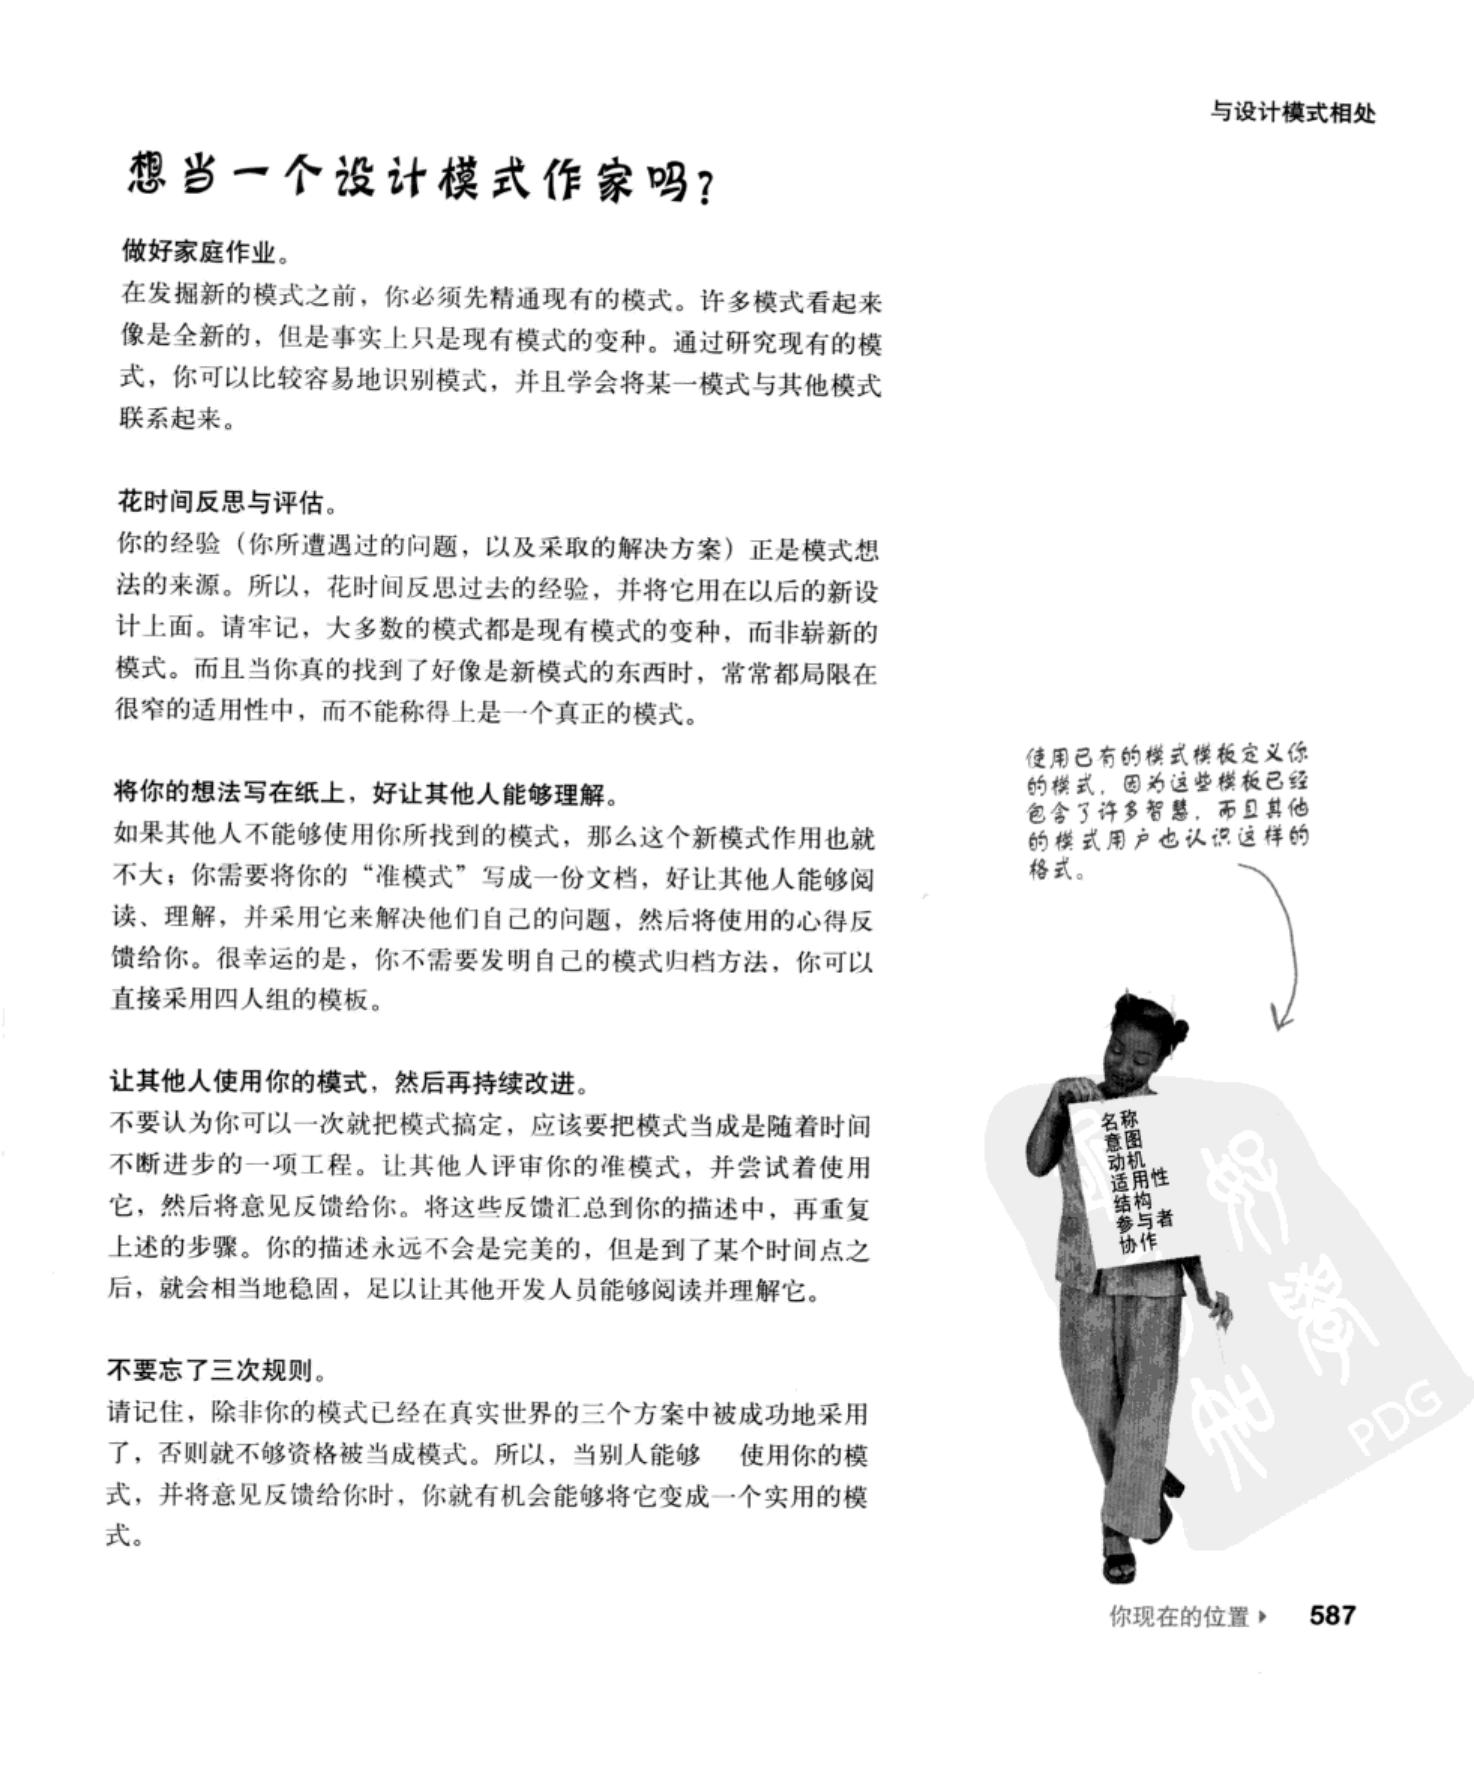 与设计模式相处
想当一个设计模式作家吗?
做好家庭作业。
在发掘新的模式之前，你必须先精通现有的模式。许多模式看起来
像是全新的，但是事实上只是现有模式的变种。通过研究现有的模
式，你可以比较容易地识别模式，并且学会将某一模式与其他模式
联系起来。
花时间反思与评估。
你的经验（你所遭遇过的问题，以及采取的解决方案）正是模式想
法的来源。所以，花时间反思过去的经验，并将它用在以后的新设
计上面。请牢记，大多数的模式都是现有模式的变种，而非崭新的
模式。而且当你真的找到了好像是新模式的东西时，常常都局限在
很窄的适用性中，而不能称得上是一个真正的模式。
将你的想法写在纸上，好让其他人能够理解。
如果其他人不能够使用你所找到的模式，那么这个新模式作用也就
不大；你需要将你的“准模式”写成一份文档，好让其他人能够阅
读、理解，并采用它来解决他们自己的问题，然后将使用的心得反
馈给你。很幸运的是，你不需要发明自己的模式归档方法，你可以
直接采用四人组的模板。
让其他人使用你的模式，然后再持续改进。
不要认为你可以一次就把模式搞定，应该要把模式当成是随着时间
不断进步的一项工程。让其他人评审你的准模式，并尝试着使用
它，然后将意见反馈给你。将这些反馈汇总到你的描述中，再重复
上述的步骤。你的描述永远不会是完美的，但是到了某个时间点之
后，就会相当地稳固，足以让其他开发人员能够阅读并理解它。
不要忘了三次规则。
请记住，除非你的模式已经在真实世界的三个方案中被成功地采用
了，否则就不够资格被当成模式。所以，当别人能够 使用你的模
式，并将意见反馈给你时，你就有机会能够将它变成一个实用的模
式。
使用已有的模式模板定义你
的模式，因为这些模板已经
包含了许多智慧，而且其他
的模式用户也认识这样的
格式。
名称
意图
动机
适用性
结构
参与者
协作
PDG
你现在的位置 587